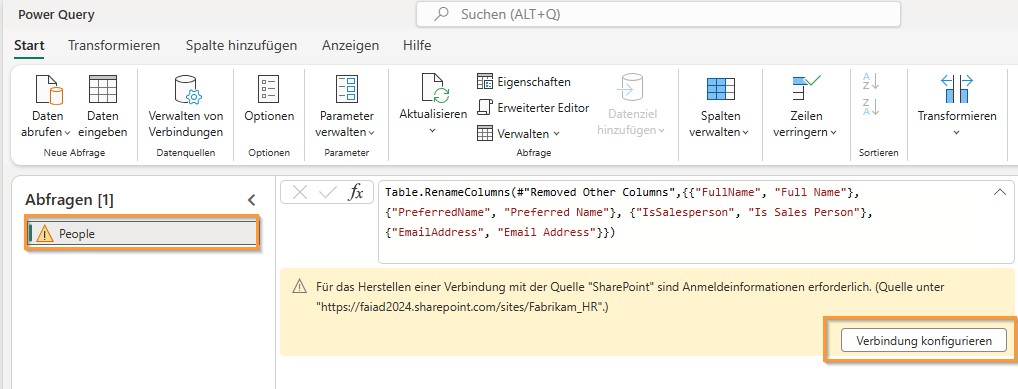 Power Query
Suchen (ALT+Q)
Start Transformieren Spalte hinzufügen Anzeigen Hilfe
Daten abrufen
Daten eingeben
Neue Abfrage
Verwalten von Verbindungen
Datenquellen
Optionen
Optionen
Parameter verwalten
Parameter
Aktualisieren
Eigenschaften
Erweiterter Editor
Verwalten
Datenziel hinzufügen
Abfrage
Spalten verwalten
Zeilen verringern
A
Z
Z
A
Sortieren
Transformieren
Abfragen [1]
People
fx
Table.RenameColumns(#"Removed Other Columns",{{"FullName", "Full Name"},
{"PreferredName", "Preferred Name"}, {"IsSalesperson", "Is Sales Person"},
{"EmailAddress", "Email Address"}})
Für das Herstellen einer Verbindung mit der Quelle "SharePoint" sind Anmeldeinformationen erforderlich. (Quelle unter
"https://faiad2024.sharepoint.com/sites/Fabrikam_HR".)
Verbindung konfigurieren